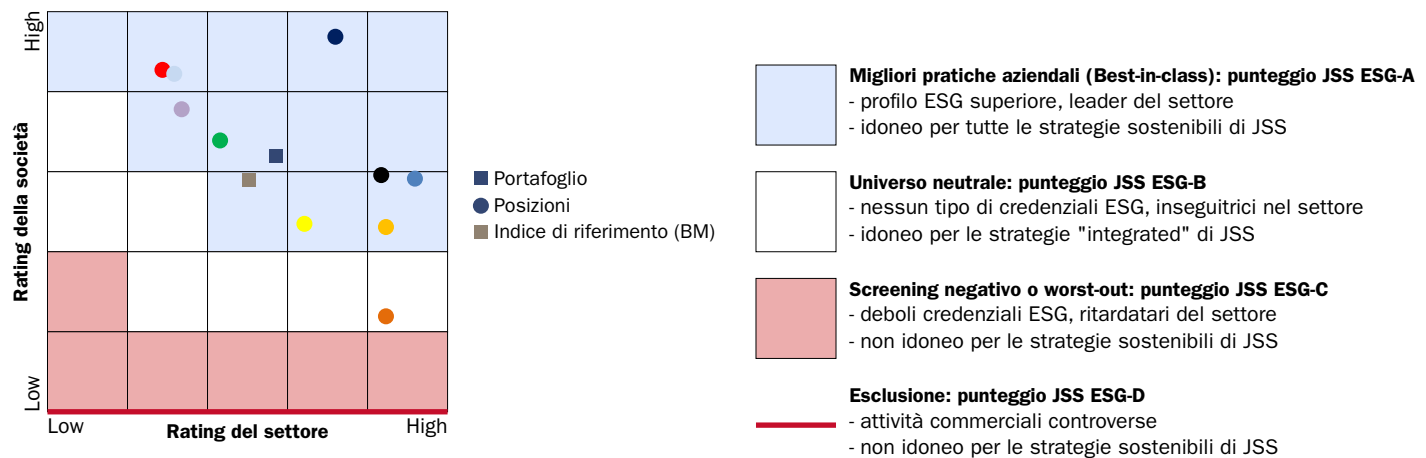 High
Rating della società
Low
Low
Rating del settore
High
Portafoglio
Posizioni
Indice di riferimento (BM)
Migliori pratiche aziendali (Best-in-class): punteggio JSS ESG-A
- profilo ESG superiore, leader del settore
- idoneo per tutte le strategie sostenibili di JSS
Universo neutrale: punteggio JSS ESG-B
- nessun tipo di credenziali ESG, inseguitrici nel settore
- idoneo per le strategie "integrated" di JSS
Screening negativo o worst-out: punteggio JSS ESG-C
- deboli credenziali ESG, ritardatari del settore
- non idoneo per le strategie sostenibili di JSS
Esclusione: punteggio JSS ESG-D
- attività commerciali controverse
- non idoneo per le strategie sostenibili di JSS